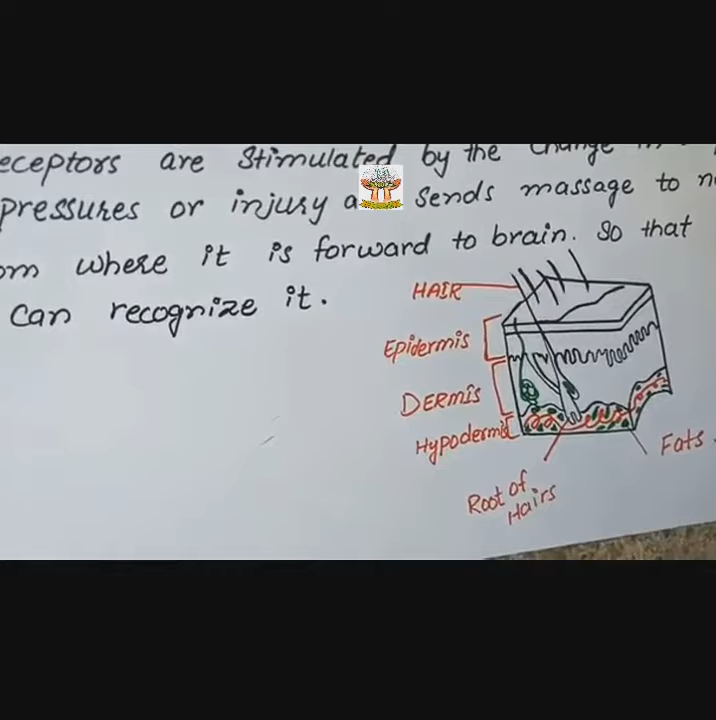 eceptors are stimulated by the change
pressures or injury a sends massage to
om where it is forward to brain. So that
can recognize it.
HAIR
Epidermis
DERMIS
Hypodermis
Root of
Hairs
Fats